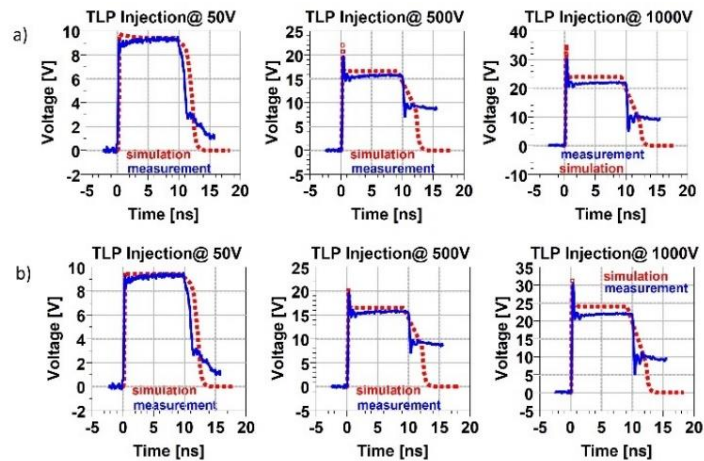 a)
TLP Injection@ 50V
Voltage [V]
10
8
6
4
2
0
2
simulation
measurement
-5 0 5 10 15 20
Time [ns]
TLP Injection@ 500V
Voltage [V]
25
20
15
10
5
0
-5
simulation
measurement
-5 0 5 10 15 20
Time [ns]
TLP Injection@ 1000V
Voltage [V]
40
30
20
10
0
-10
measurement
simulation
-5 0 5 10 15 20
Time [ns]
b)
TLP Injection@ 50V
Voltage [V]
10
8
6
4
2
0
2
simulation
measurement
-5 0 5 10 15 20
Time [ns]
TLP Injection@ 500V
Voltage [V]
25
20
15
10
5
0
-5
simulation
measurement
-5 0 5 10 15 20
Time [ns]
TLP Injection@ 1000V
Voltage [V]
35
30
25
20
15
10
5
0
-5
simulation
measurement
-5 0 5 10 15 20
Time [ns]